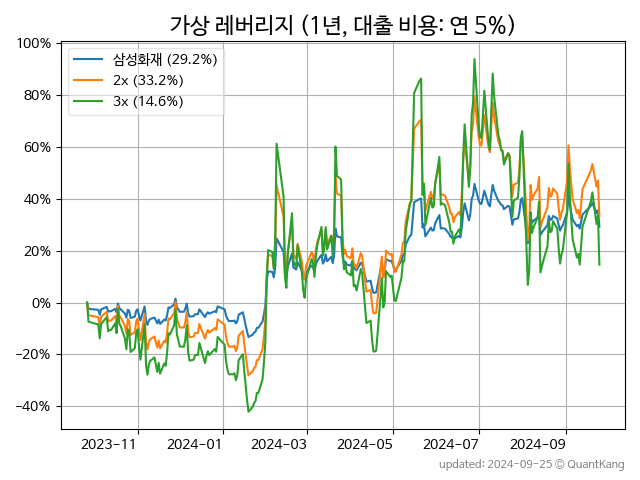 가상 레버리지 (1년, 대출 비용: 연 5%)
100%
80%
60%
40%
20%
0%
−20%
−40%
삼성화재 (29.2%)
2x (33.2%)
3x (14.6%)
2023-11
2024-01
2024-03
2024-05
2024-07
2024-09
updated: 2024-09-25 © QuantKang